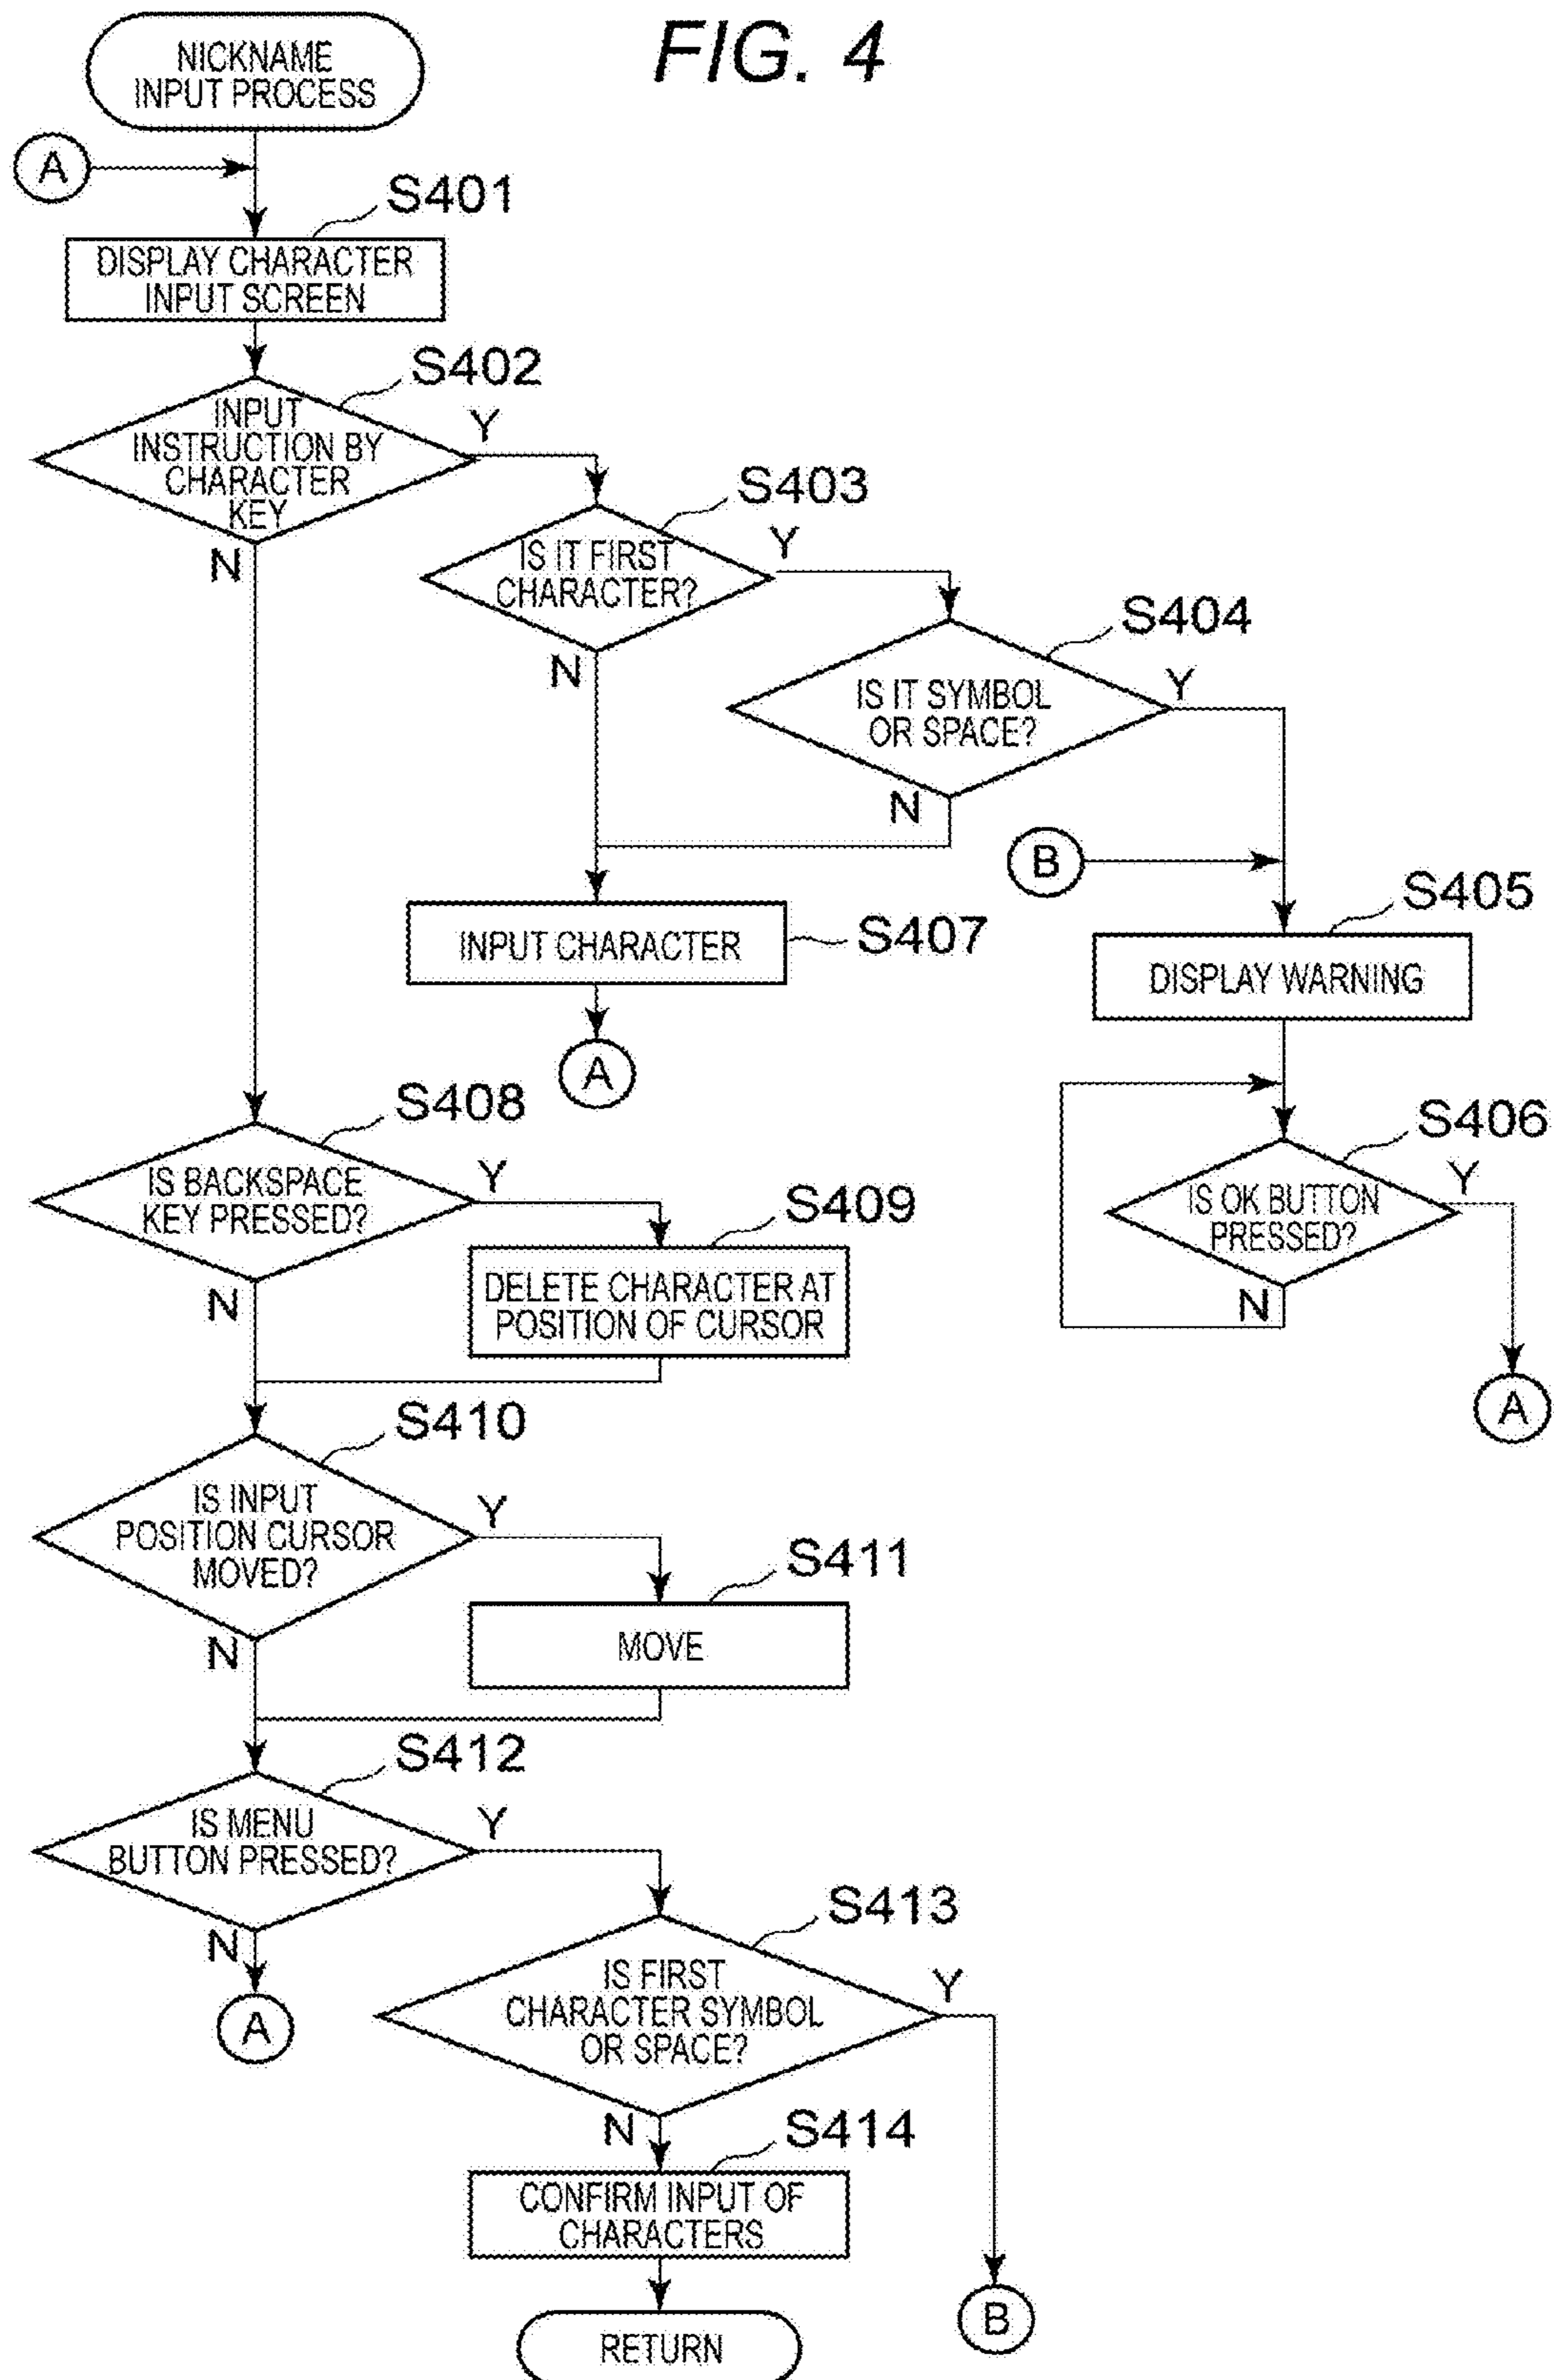 FIG. 4
NICKNAME
INPUT PROCESS
A
S401
DISPLAY CHARACTER
INPUT SCREEN
S402
INPUT
INSTRUCTION BY
CHARACTER
KEY
Y
N
S403
IS IT FIRST
CHARACTER?
Y
N
S404
IS IT SYMBOL
OR SPACE?
Y
N
B
S405
DISPLAY WARNING
INPUT CHARACTER
S407
A
S406
IS OK BUTTON
PRESSED?
Y
N
A
S408
IS BACKSPACE
KEY PRESSED?
Y
N
S409
DELETE CHARACTER AT
POSITION OF CURSOR
S410
IS INPUT
POSITION CURSOR
MOVED?
Y
N
S411
MOVE
S412
IS MENU
BUTTON PRESSED?
Y
N
A
S413
IS FIRST
CHARACTER SYMBOL
OR SPACE?
Y
N
S414
CONFIRM INPUT OF
CHARACTERS
B
RETURN